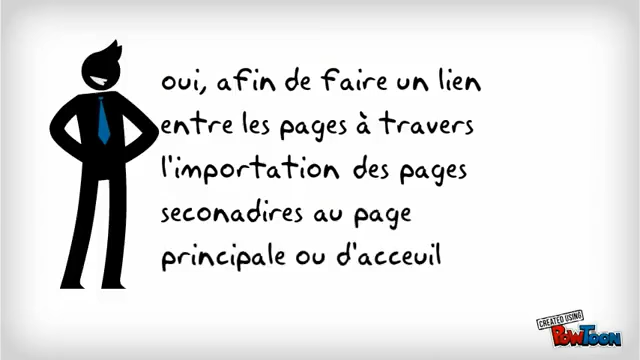 oui, afin de faire un lien
entre les pages à travers
l'importation des pages
seconadires au page
principale ou d'acceuil
CREATED USING
POWTOON